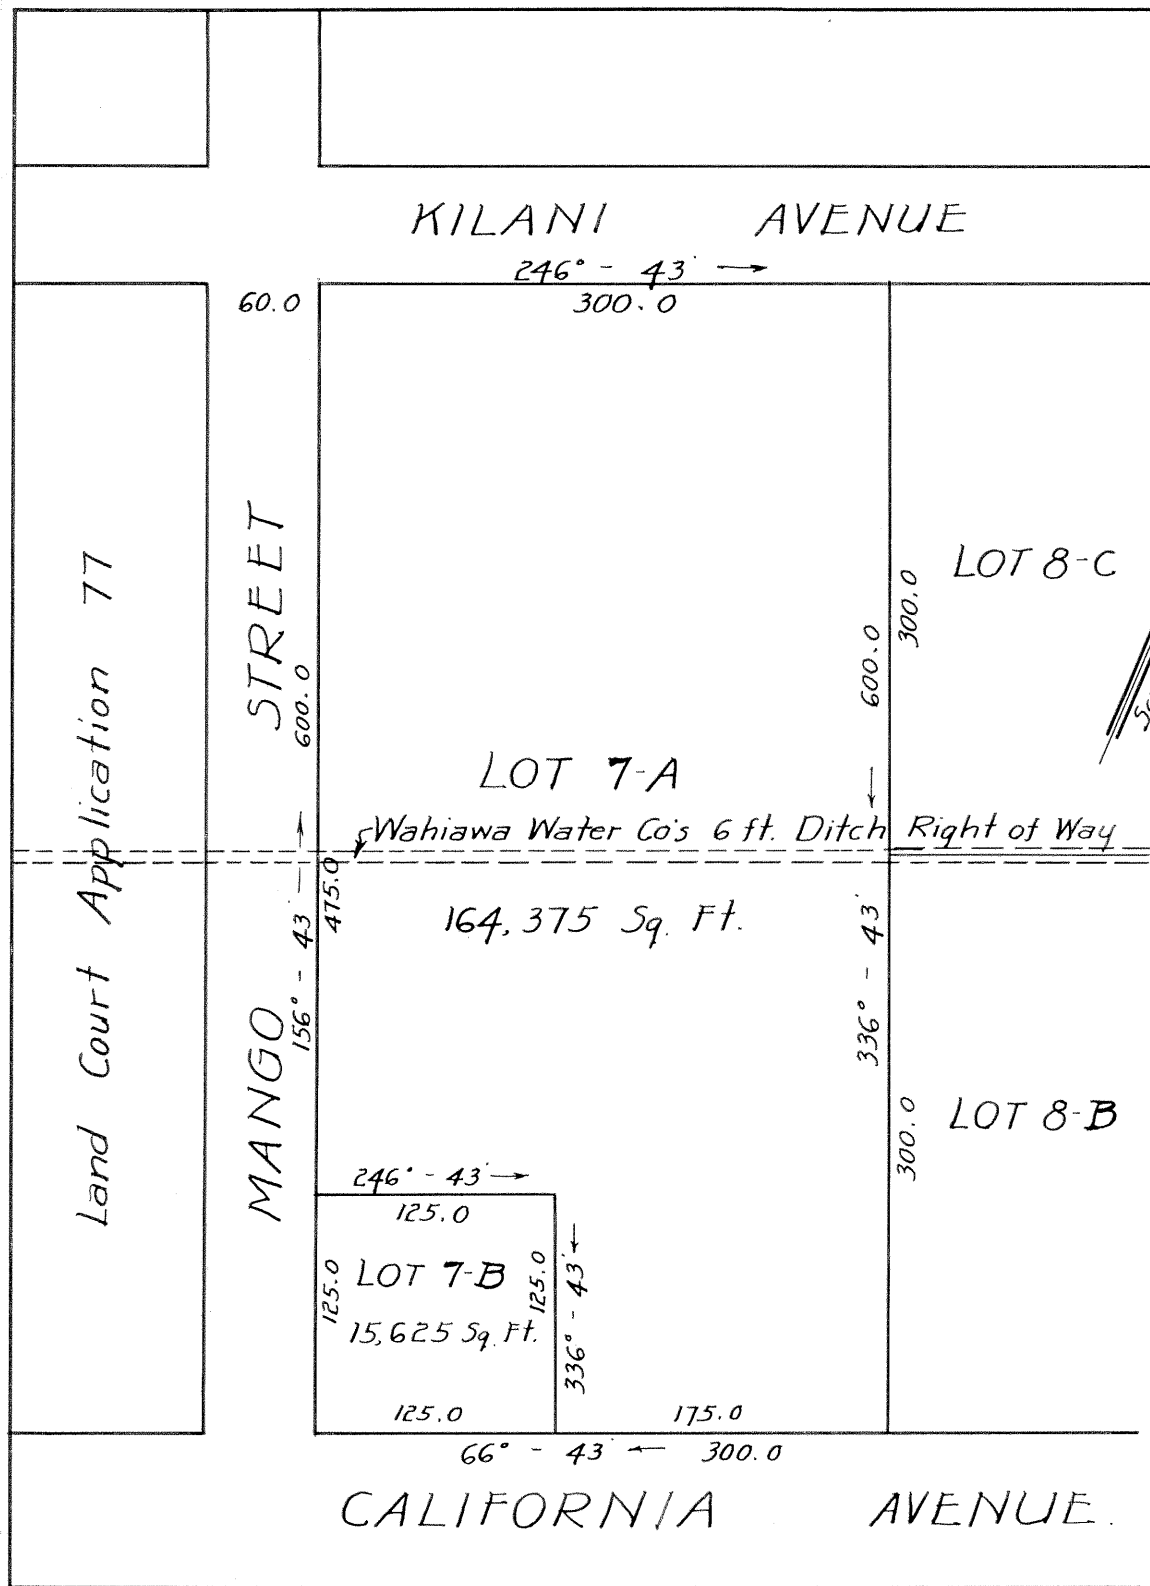 KILANI AVENUE
246° - 43' →
60.0
300.0
Land Court Application 77
MANGO STREET
156° - 43' → 600.0
475.0
LOT 7-A
Wahiawa Water Co's 6 ft. Ditch Right of Way
164,375 Sq. Ft.
336° - 43' 600.0 →
LOT 8-C
300.0
LOT 8-B
300.0
246° - 43' →
125.0
125.0
LOT 7-B
15,625 Sq. Ft.
125.0
336° - 43' →
125.0
175.0
66° - 43' ← 300.0
CALIFORNIA AVENUE.